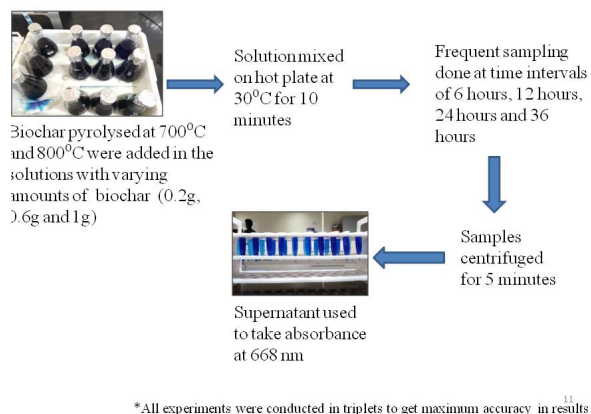 Biochar pyrolysed at 700⁰C
and 800⁰C were added in the
solutions with varying
amounts of biochar (0.2g,
0.6g and 1g)
Solution mixed
on hot plate at
30⁰C for 10
minutes
Frequent sampling
done at time intervals
of 6 hours, 12 hours,
24 hours and 36
hours
Samples
centrifuged
for 5 minutes
Supernatant used
to take absorbance
at 668 nm
11
*All experiments were conducted in triplets to get maximum accuracy in results